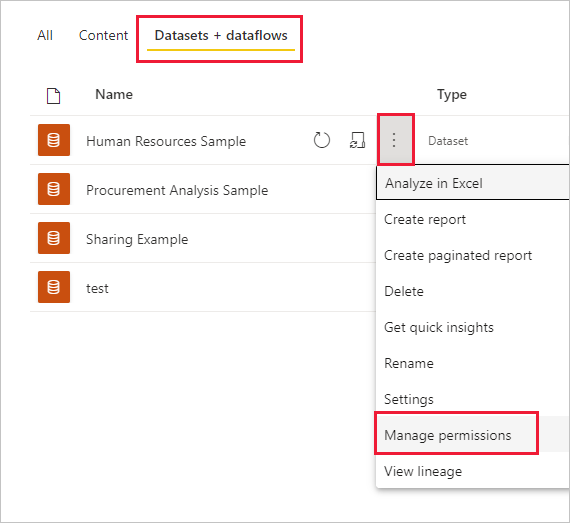 All Content Datasets + dataflows
Name Type
Human Resources Sample Dataset
Analyze in Excel
Procurement Analysis Sample
Create report
Sharing Example
Create paginated report
test
Delete
Get quick insights
Rename
Settings
Manage permissions
View lineage